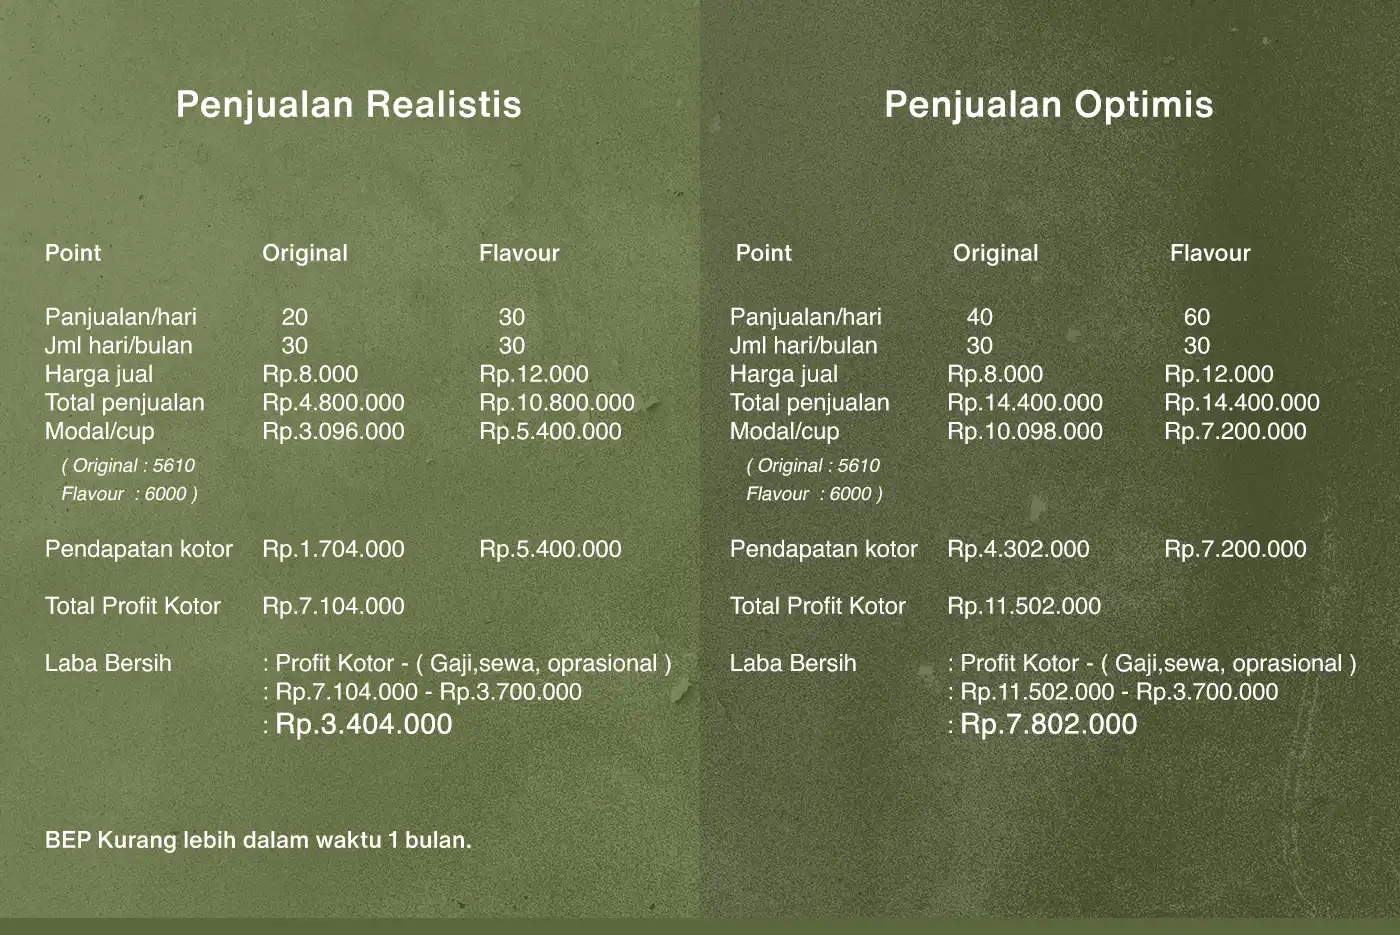 Penjualan Realistis
Point Original Flavour
Panjualan/hari 20 30
Jml hari/bulan 30 30
Harga jual Rp.8.000 Rp.12.000
Total penjualan Rp.4.800.000 Rp.10.800.000
Modal/cup Rp.3.096.000 Rp.5.400.000
( Original : 5610
Flavour : 6000 )
Pendapatan kotor Rp.1.704.000 Rp.5.400.000
Total Profit Kotor Rp.7.104.000
Laba Bersih : Profit Kotor - ( Gaji,sewa, oprasional )
: Rp.7.104.000 - Rp.3.700.000
: Rp.3.404.000
BEP Kurang lebih dalam waktu 1 bulan.
Penjualan Optimis
Point Original Flavour
Panjualan/hari 40 60
Jml hari/bulan 30 30
Harga jual Rp.8.000 Rp.12.000
Total penjualan Rp.14.400.000 Rp.14.400.000
Modal/cup Rp.10.098.000 Rp.7.200.000
( Original : 5610
Flavour : 6000 )
Pendapatan kotor Rp.4.302.000 Rp.7.200.000
Total Profit Kotor Rp.11.502.000
Laba Bersih : Profit Kotor - ( Gaji,sewa, oprasional )
: Rp.11.502.000 - Rp.3.700.000
: Rp.7.802.000